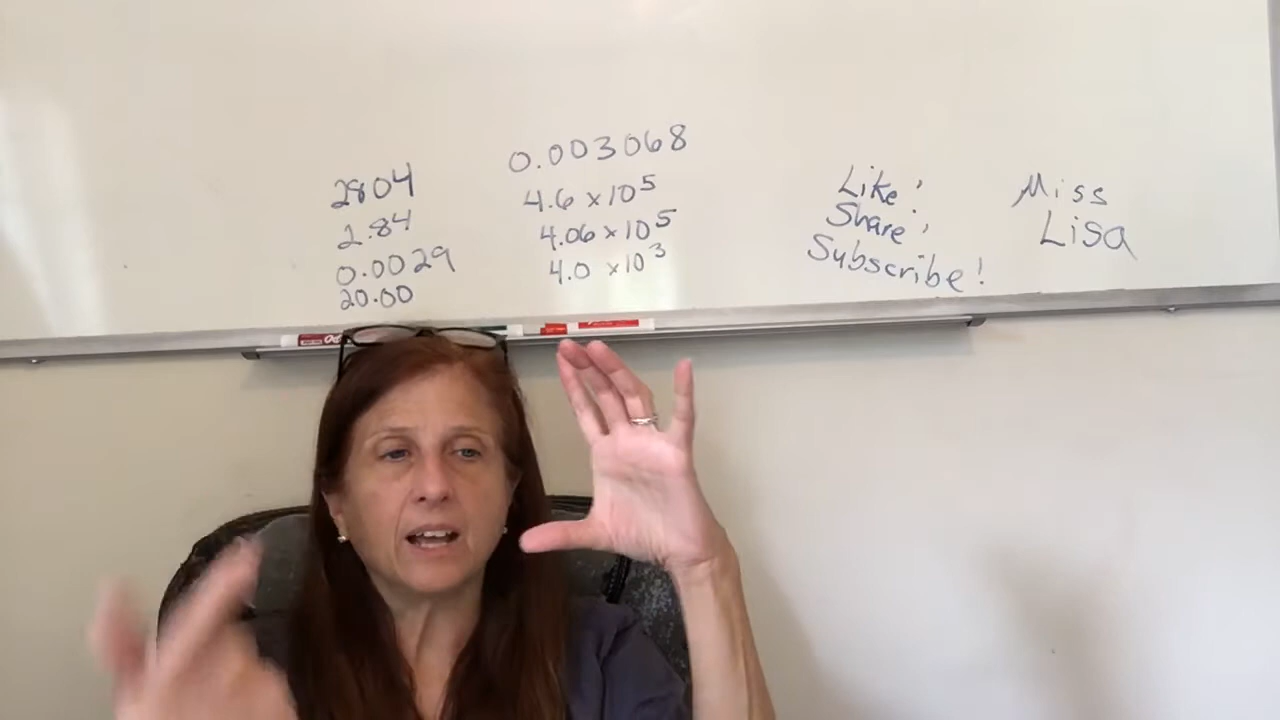 2804
2.84
0.0029
20.00
0.003068
4.6 x 10⁵
4.06 x 10⁵
4.0 x 10³
Like!
Share!
Subscribe!
Miss
Lisa